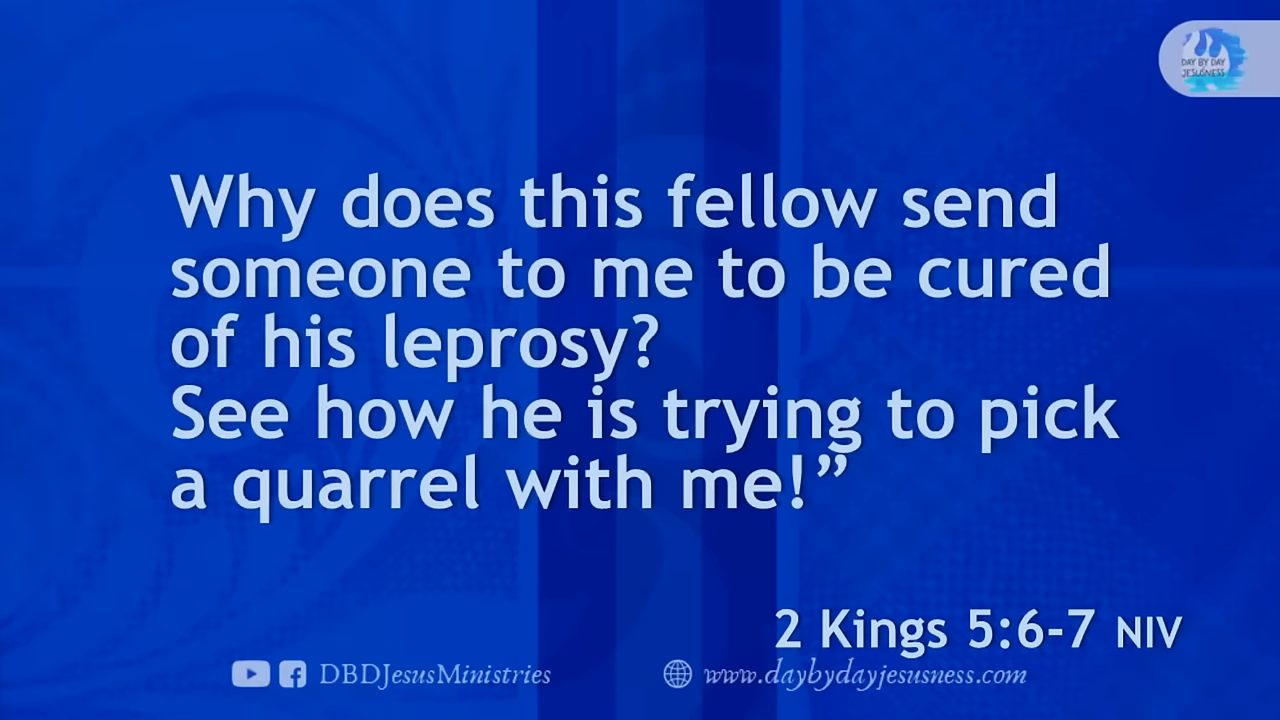 DAY BY DAY
JESUSNESS
Why does this fellow send
someone to me to be cured
of his leprosy?
See how he is trying to pick
a quarrel with me!”
2 Kings 5:6-7 NIV
DBDJesusMinistries
www.daybydayjesusness.com